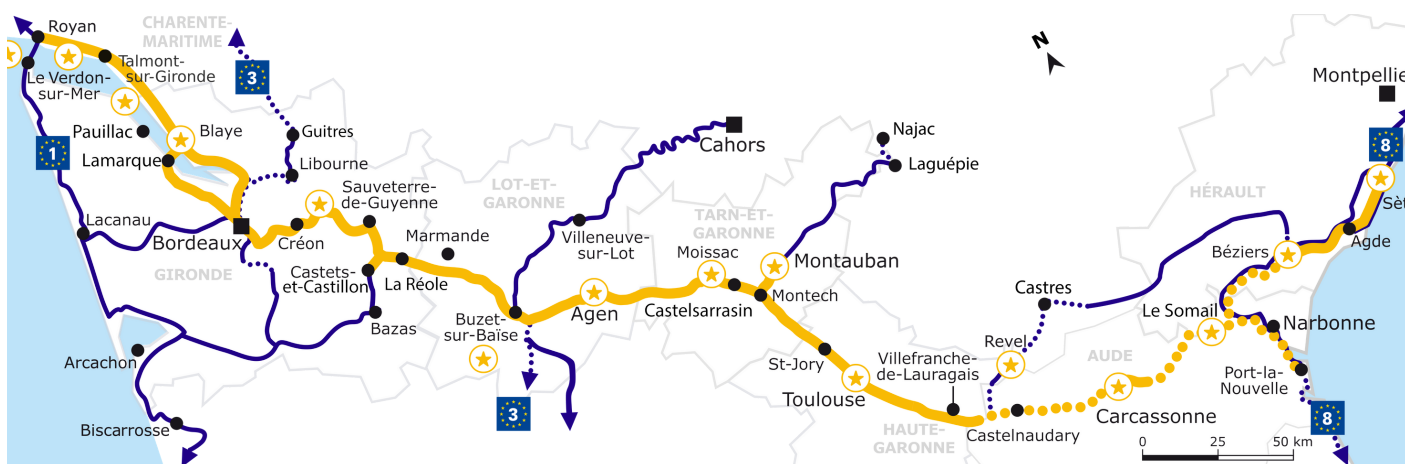 Royan
CHARENTE-
MARITIME
Talmont-
sur-Gironde
Le Verdon-
sur-Mer
3
Pauillac
Blaye
Guitres
1
Lamarque
Libourne
Lacanau
Bordeaux
Créon
Sauveterre-
de-Guyenne
GIRONDE
Castets-
et-Castillon
La Réole
Marmande
Bazas
Arcachon
Biscarrosse
LOT-ET-
GARONNE
Villeneuve-
sur-Lot
Cahors
Buzet-
sur-Baïse
Agen
3
TARN-ET-
GARONNE
Moissac
Castelsarrasin
Montauban
Montech
Najac
Laguépie
N
St-Jory
Toulouse
Villefranche-
de-Lauragais
HAUTE-
GARONNE
Castelnaudary
Revel
Castres
AUDE
Carcassonne
Le Somail
HÉRAULT
Béziers
Narbonne
Port-la-
Nouvelle
8
Montpellie
8
Sèt
Agde
0 25 50 km